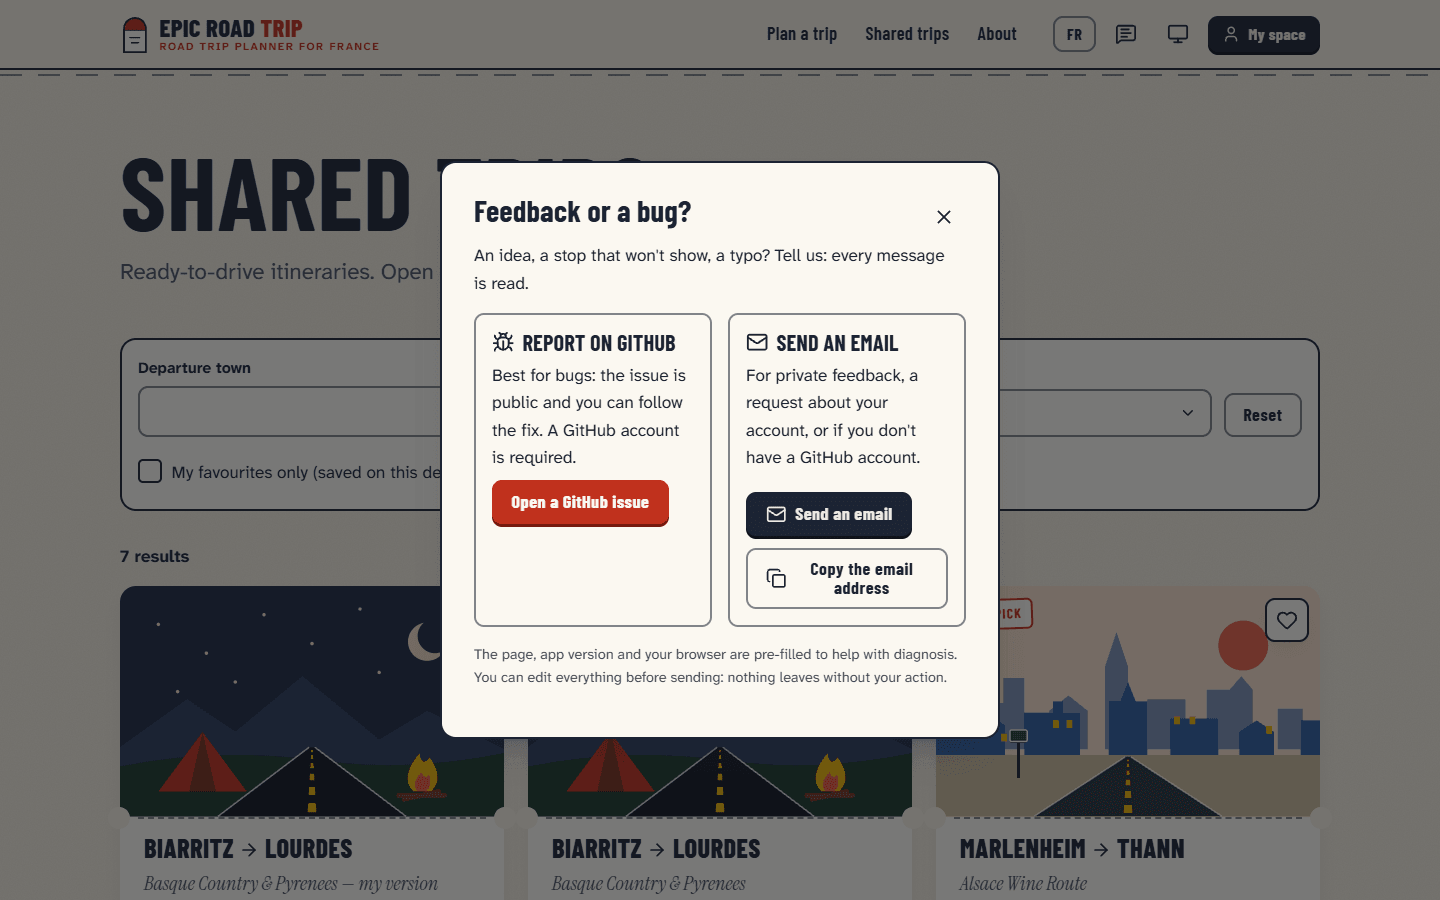 EPIC ROAD TRIP
ROAD TRIP PLANNER FOR FRANCE
Plan a trip
Shared trips
About
FR
My space
SHARED
Ready-to-drive itineraries. Open
Feedback or a bug?
An idea, a stop that won't show, a typo? Tell us: every message
is read.
REPORT ON GITHUB
Best for bugs: the issue is
public and you can follow
the fix. A GitHub account
is required.
Open a GitHub issue
SEND AN EMAIL
For private feedback, a
request about your
account, or if you don't
have a GitHub account.
Send an email
Copy the email
address
The page, app version and your browser are pre-filled to help with diagnosis.
You can edit everything before sending: nothing leaves without your action.
Departure town
Reset
My favourites only (saved on this de
7 results
PICK
BIARRITZ → LOURDES
Basque Country & Pyrenees — my version
BIARRITZ → LOURDES
Basque Country & Pyrenees
MARLENHEIM → THANN
Alsace Wine Route